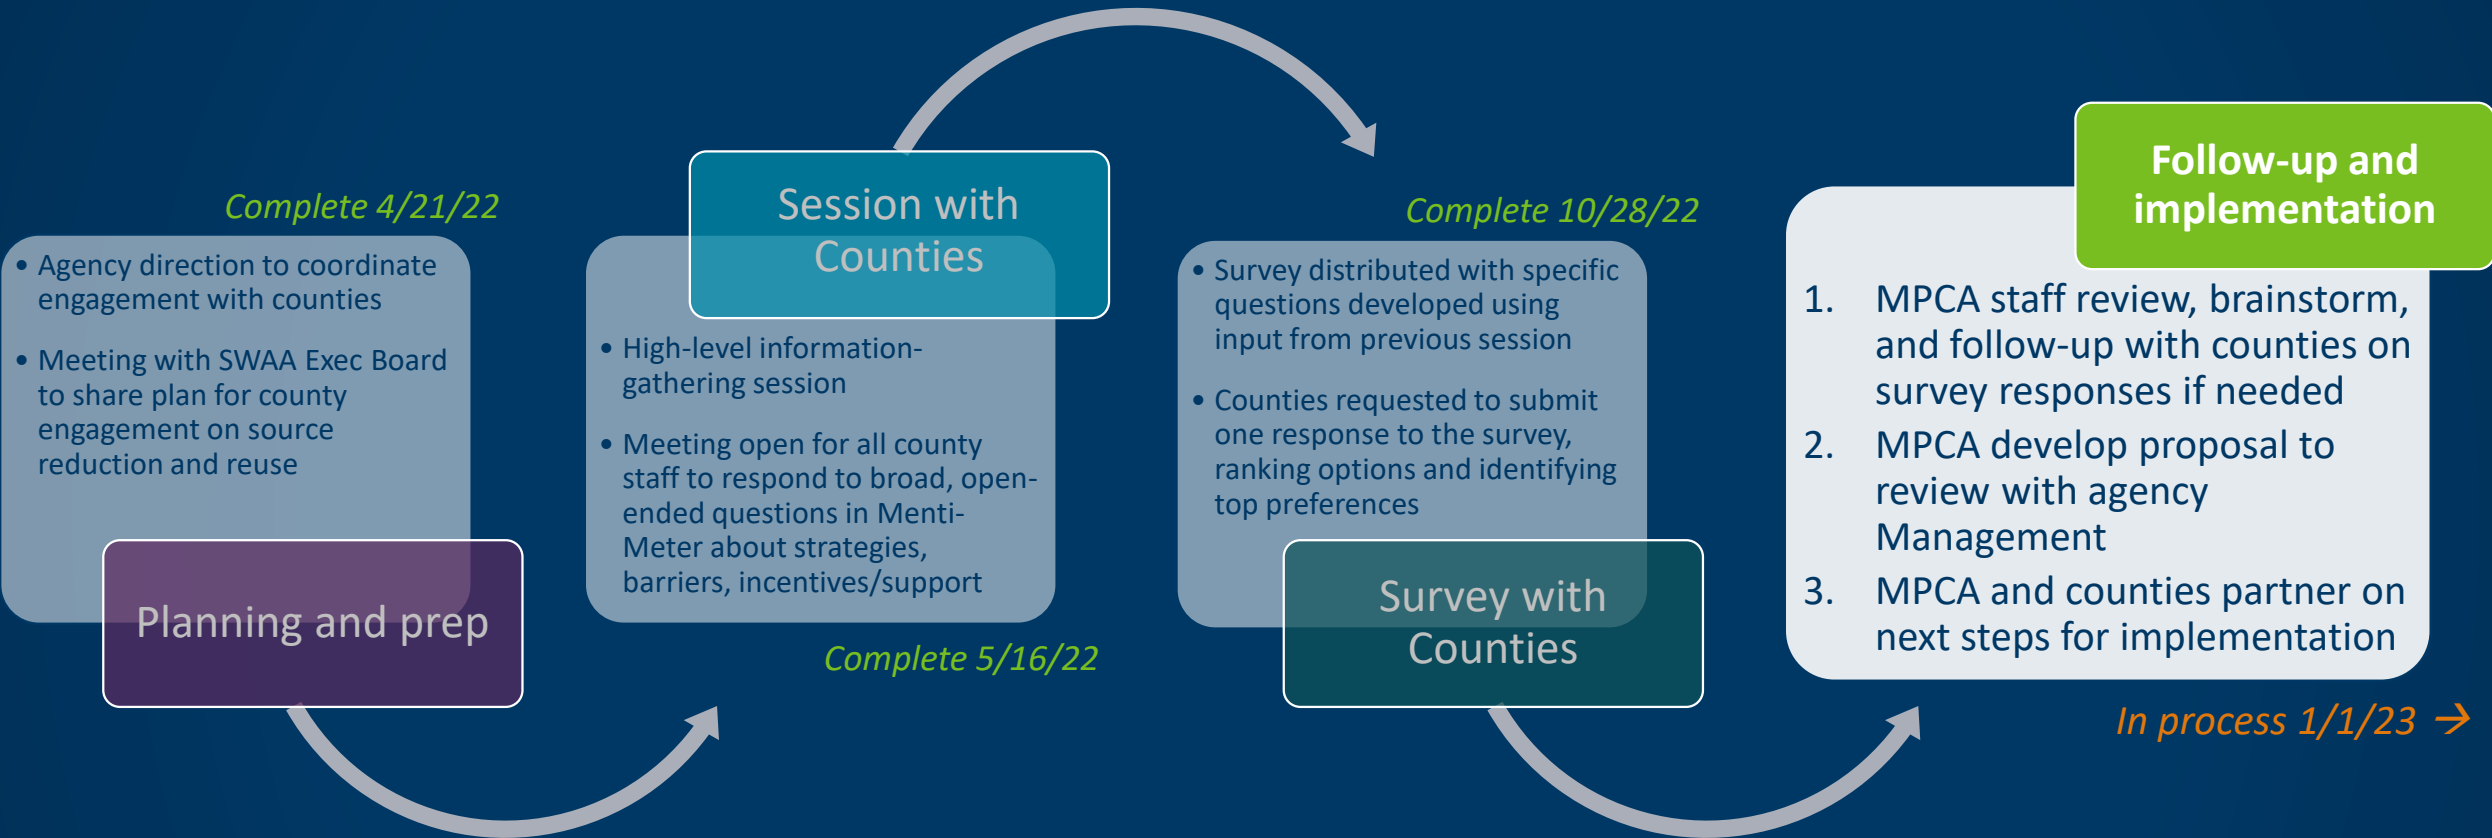 Complete 4/21/22
• Agency direction to coordinate
engagement with counties
• Meeting with SWAA Exec Board
to share plan for county
engagement on source
reduction and reuse
Planning and prep
Session with
Counties
• High-level information-
gathering session
• Meeting open for all county
staff to respond to broad, open-
ended questions in Menti-
Meter about strategies,
barriers, incentives/support
Complete 5/16/22
Complete 10/28/22
• Survey distributed with specific
questions developed using
input from previous session
• Counties requested to submit
one response to the survey,
ranking options and identifying
top preferences
Survey with
Counties
Follow-up and
implementation
1. MPCA staff review, brainstorm,
and follow-up with counties on
survey responses if needed
2. MPCA develop proposal to
review with agency
Management
3. MPCA and counties partner on
next steps for implementation
In process 1/1/23 →